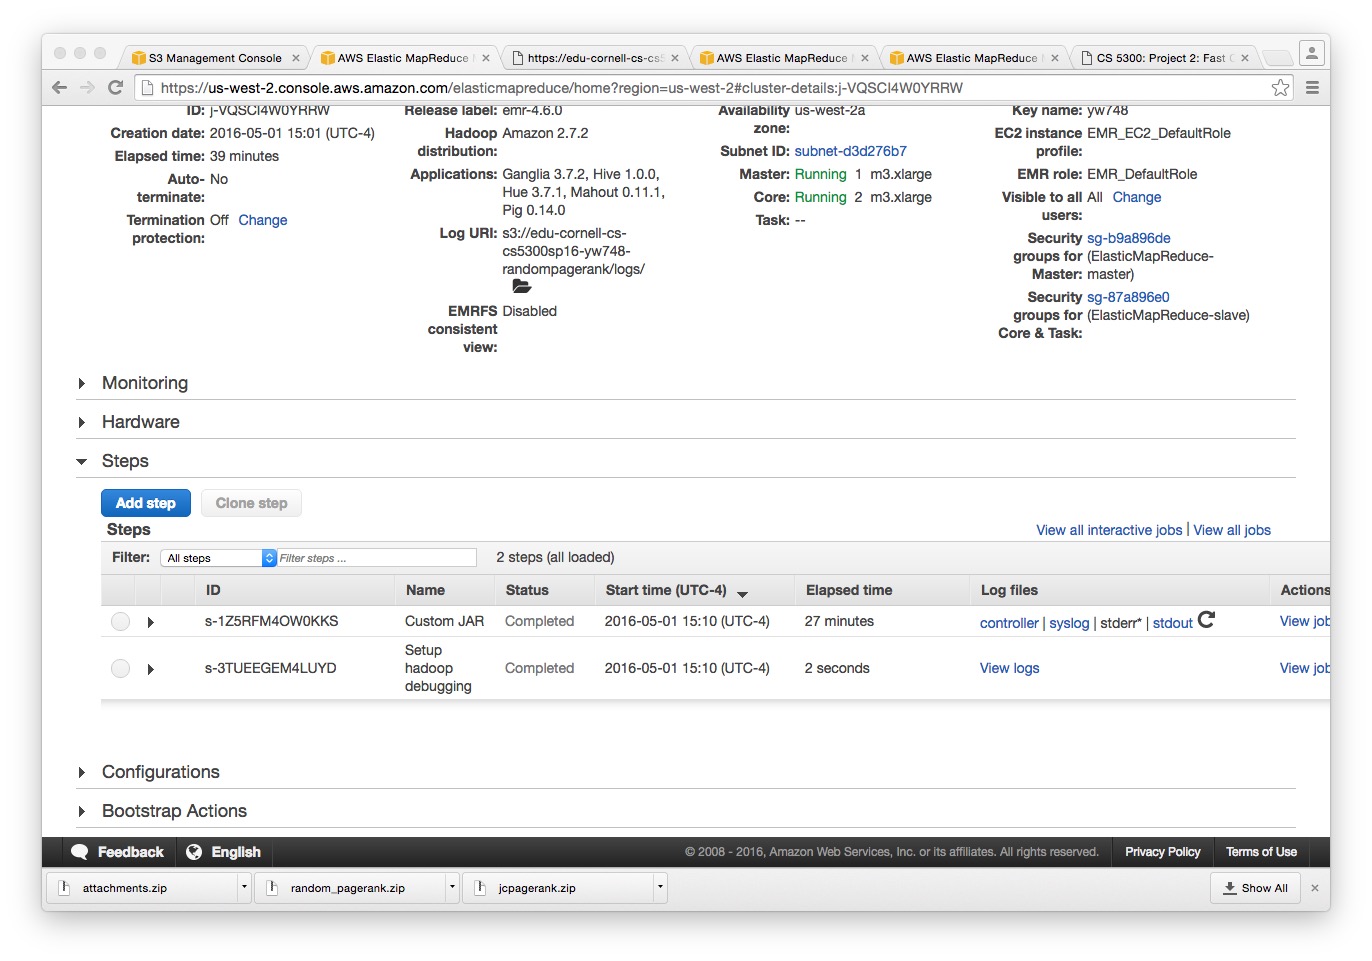 S3 Management Console
AWS Elastic MapReduce
https://edu-cornell-cs-cs5
AWS Elastic MapReduce
AWS Elastic MapReduce
CS 5300: Project 2: Fast C
https://us-west-2.console.aws.amazon.com/elasticmapreduce/home?region=us-west-2#cluster-details:j-VQSCI4W0YRRW
ID: j-VQSCI4W0YRRW
Creation date: 2016-05-01 15:01 (UTC-4)
Elapsed time: 39 minutes
Auto- No
terminate:
Termination Off Change
protection:
Release label: emr-4.6.0
Hadoop Amazon 2.7.2
distribution:
Applications: Ganglia 3.7.2, Hive 1.0.0,
Hue 3.7.1, Mahout 0.11.1,
Pig 0.14.0
Log URI: s3://edu-cornell-cs-
cs5300sp16-yw748-
randompagerank/logs/
EMRFS Disabled
consistent
view:
Availability us-west-2a
zone:
Subnet ID: subnet-d3d276b7
Master: Running 1 m3.xlarge
Core: Running 2 m3.xlarge
Task: --
Key name: yw748
EC2 instance EMR_EC2_DefaultRole
profile:
EMR role: EMR_DefaultRole
Visible to all All Change
users:
Security sg-b9a896de
groups for (ElasticMapReduce-
Master: master)
Security sg-87a896e0
groups for (ElasticMapReduce-slave)
Core & Task:
Monitoring
Hardware
Steps
Add step Clone step
Steps
View all interactive jobs | View all jobs
Filter: All steps Filter steps ... 2 steps (all loaded)
ID Name Status Start time (UTC-4) Elapsed time Log files Actions
s-1Z5RFM4OW0KKS Custom JAR Completed 2016-05-01 15:10 (UTC-4) 27 minutes controller | syslog | stderr* | stdout View job
Setup
s-3TUEEGEM4LUYD hadoop Completed 2016-05-01 15:10 (UTC-4) 2 seconds View logs View job
debugging
Configurations
Bootstrap Actions
Feedback English © 2008 - 2016, Amazon Web Services, Inc. or its affiliates. All rights reserved. Privacy Policy Terms of Use
attachments.zip random_pagerank.zip jcpagerank.zip Show All